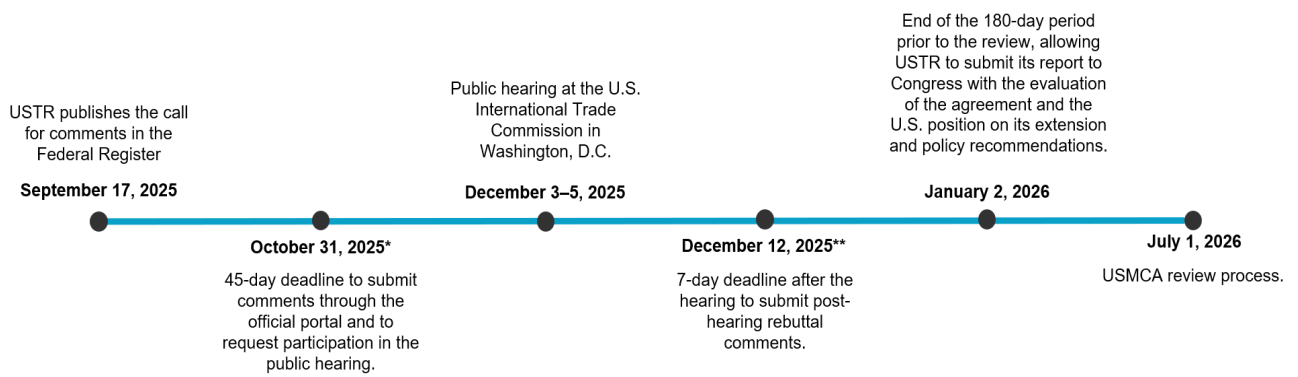 USTR publishes the call
for comments in the
Federal Register
September 17, 2025
October 31, 2025*
45-day deadline to submit
comments through the
official portal and to
request participation in the
public hearing.
Public hearing at the U.S.
International Trade
Commission in
Washington, D.C.
December 3–5, 2025
December 12, 2025**
7-day deadline after the
hearing to submit post-
hearing rebuttal
comments.
End of the 180-day period
prior to the review, allowing
USTR to submit its report to
Congress with the evaluation
of the agreement and the
U.S. position on its extension
and policy recommendations.
January 2, 2026
July 1, 2026
USMCA review process.